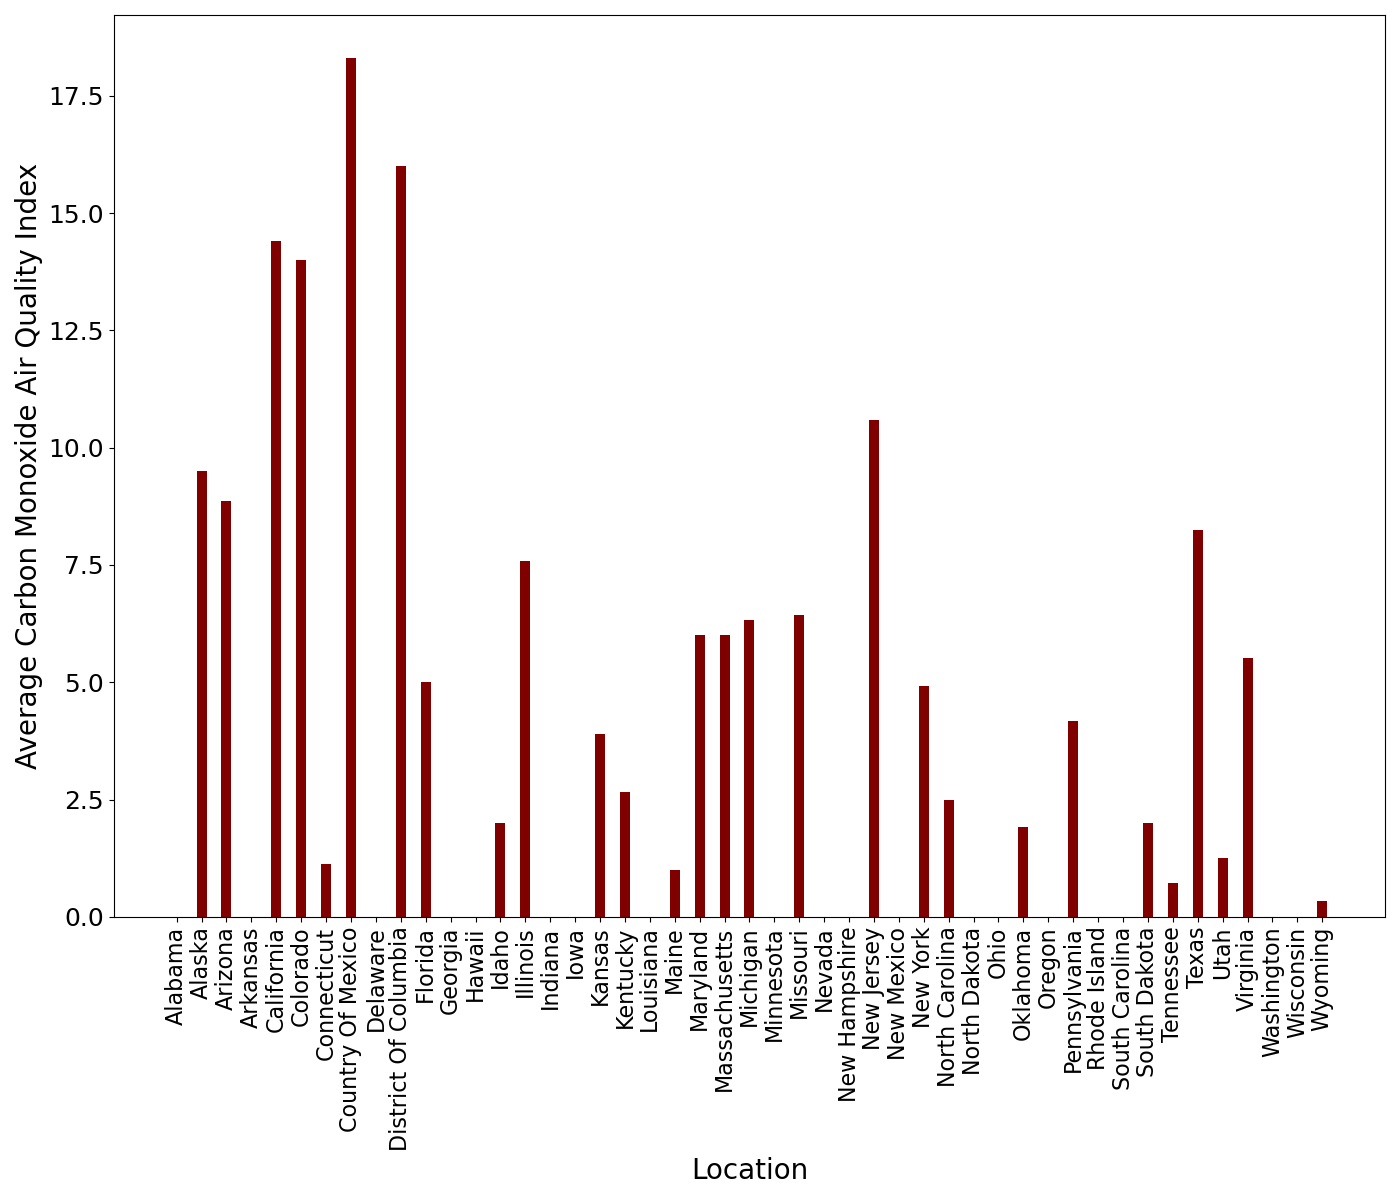 Average Carbon Monoxide Air Quality Index
17.5
15.0
12.5
10.0
7.5
5.0
2.5
0.0
Alabama
Alaska
Arizona
Arkansas
California
Colorado
Connecticut
Country Of Mexico
Delaware
District Of Columbia
Florida
Georgia
Hawaii
Idaho
Illinois
Indiana
Iowa
Kansas
Kentucky
Louisiana
Maine
Maryland
Massachusetts
Michigan
Minnesota
Missouri
Nevada
New Hampshire
New Jersey
New Mexico
New York
North Carolina
North Dakota
Ohio
Oklahoma
Oregon
Pennsylvania
Rhode Island
South Carolina
South Dakota
Tennessee
Texas
Utah
Virginia
Washington
Wisconsin
Wyoming
Location